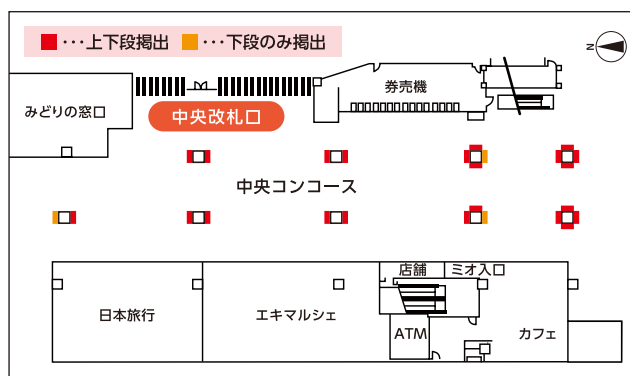 ■･･･上下段掲出 ■･･･下段のみ掲出
N
みどりの窓口
中央改札口
券売機
中央コンコース
日本旅行
エキマルシェ
店舗
ミオ入口
ATM
カフェ